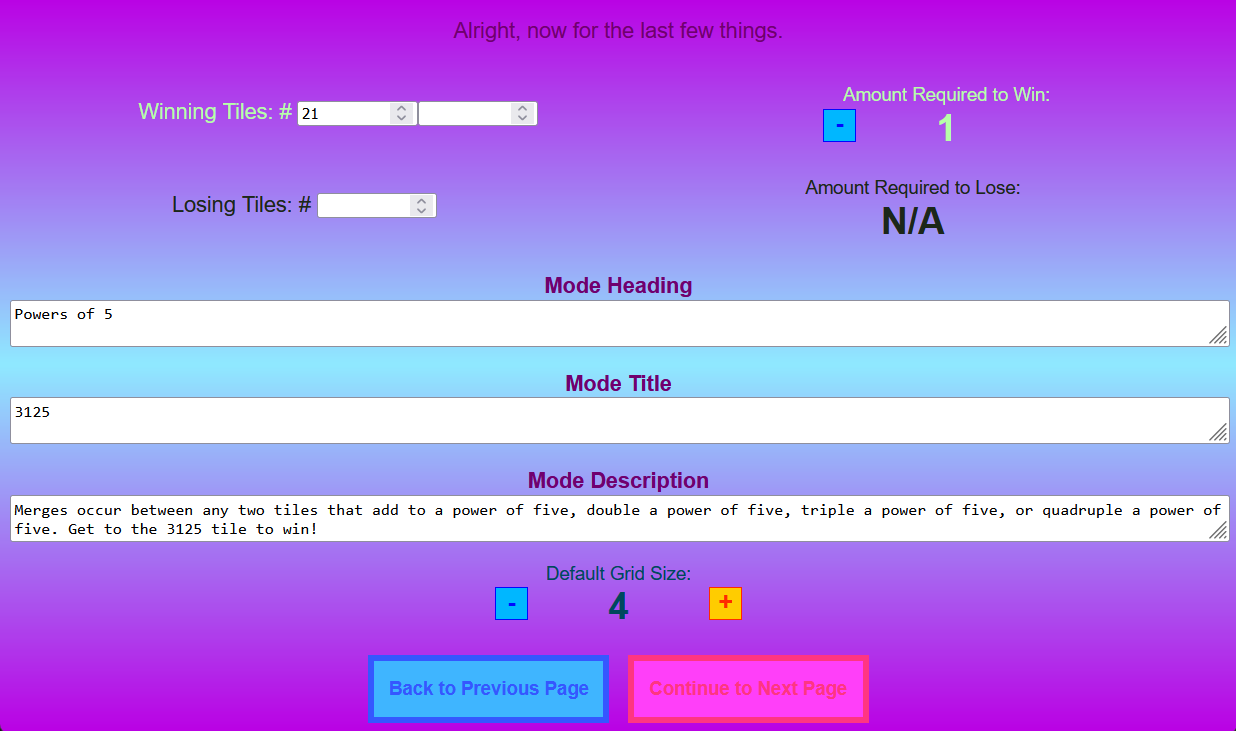 Alright, now for the last few things.
Winning Tiles: # 21
Amount Required to Win:
- 1
Losing Tiles: #
Amount Required to Lose:
N/A
Mode Heading
Powers of 5
Mode Title
3125
Mode Description
Merges occur between any two tiles that add to a power of five, double a power of five, triple a power of five, or quadruple a power of
five. Get to the 3125 tile to win!
Default Grid Size:
- 4 +
Back to Previous Page Continue to Next Page